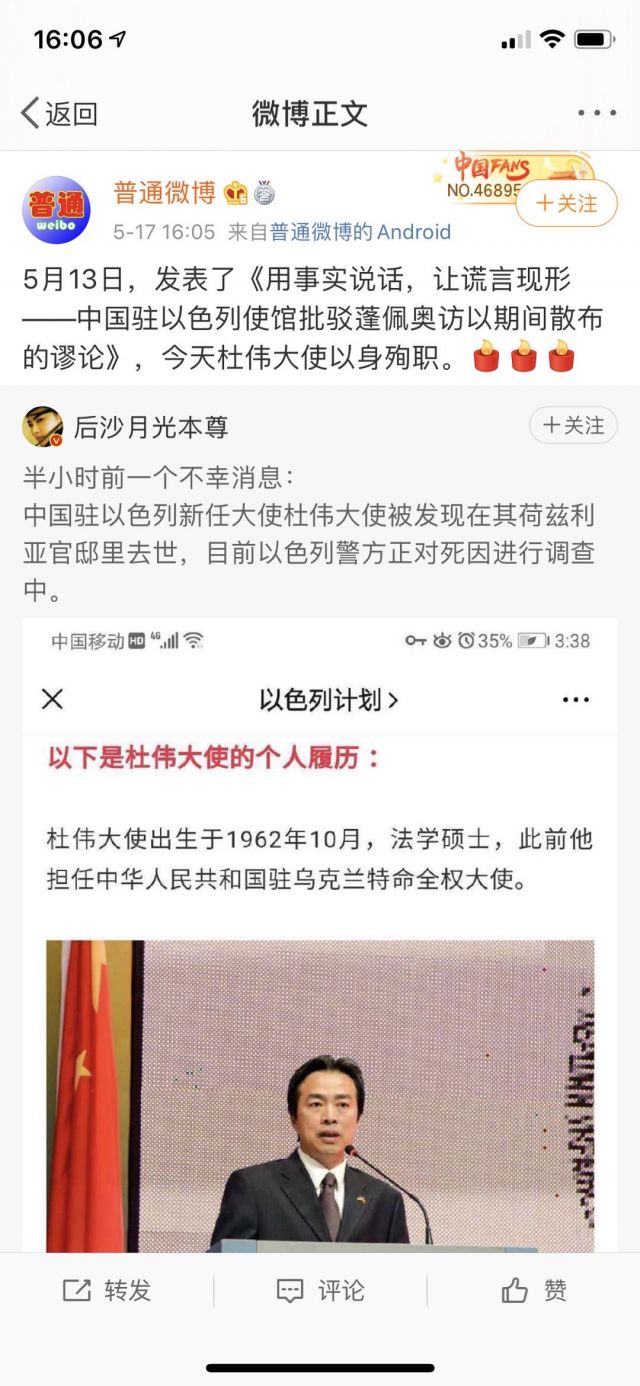 16:06
返回
微博正文
普通
weibo
普通微博
中国FANS
NO.46895
+关注
5-17 16:05 来自普通微博的Android
5月13日，发表了《用事实说话，让谎言现形
——中国驻以色列使馆批驳蓬佩奥访以期间散布
的谬论》，今天杜伟大使以身殉职。
后沙月光本尊
+关注
半小时前一个不幸消息：
中国驻以色列新任大使杜伟大使被发现在其荷兹利
亚官邸里去世，目前以色列警方正对死因进行调查
中。
中国移动 HD 4G
35% 3:38
以色列计划
以下是杜伟大使的个人履历：
杜伟大使出生于1962年10月，法学硕士，此前他
担任中华人民共和国驻乌克兰特命全权大使。
转发
评论
赞